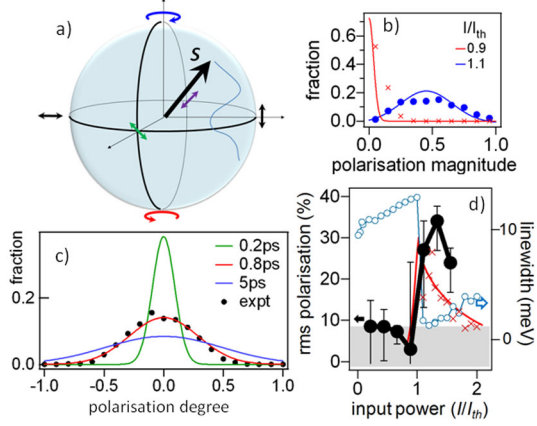 a)
S
b)
I/Ith
0.9
1.1
fraction
0.6
0.4
0.2
0.0
0.0
0.5
1.0
polarisation magnitude
c)
0.2ps
0.8ps
5ps
expt
fraction
0.2
0.0
-1.0
-0.5
0.0
0.5
1.0
polarisation degree
d)
rms polarisation (%)
40
30
20
10
0
linewidth (meV)
10
0
0
1
2
input power (I/Ith)